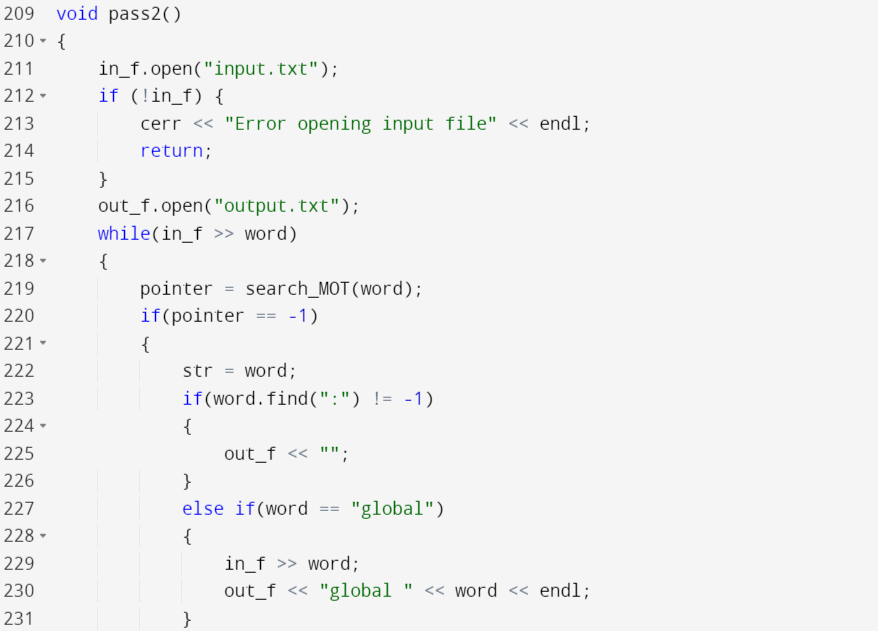 209 void pass2()
210 {
211     in_f.open("input.txt");
212     if (!in_f) {
213         cerr << "Error opening input file" << endl;
214         return;
215     }
216     out_f.open("output.txt");
217     while(in_f >> word)
218     {
219         pointer = search_MOT(word);
220         if(pointer == -1)
221         {
222             str = word;
223             if(word.find(":") != -1)
224             {
225                 out_f << "";
226             }
227             else if(word == "global")
228             {
229                 in_f >> word;
230                 out_f << "global " << word << endl;
231             }